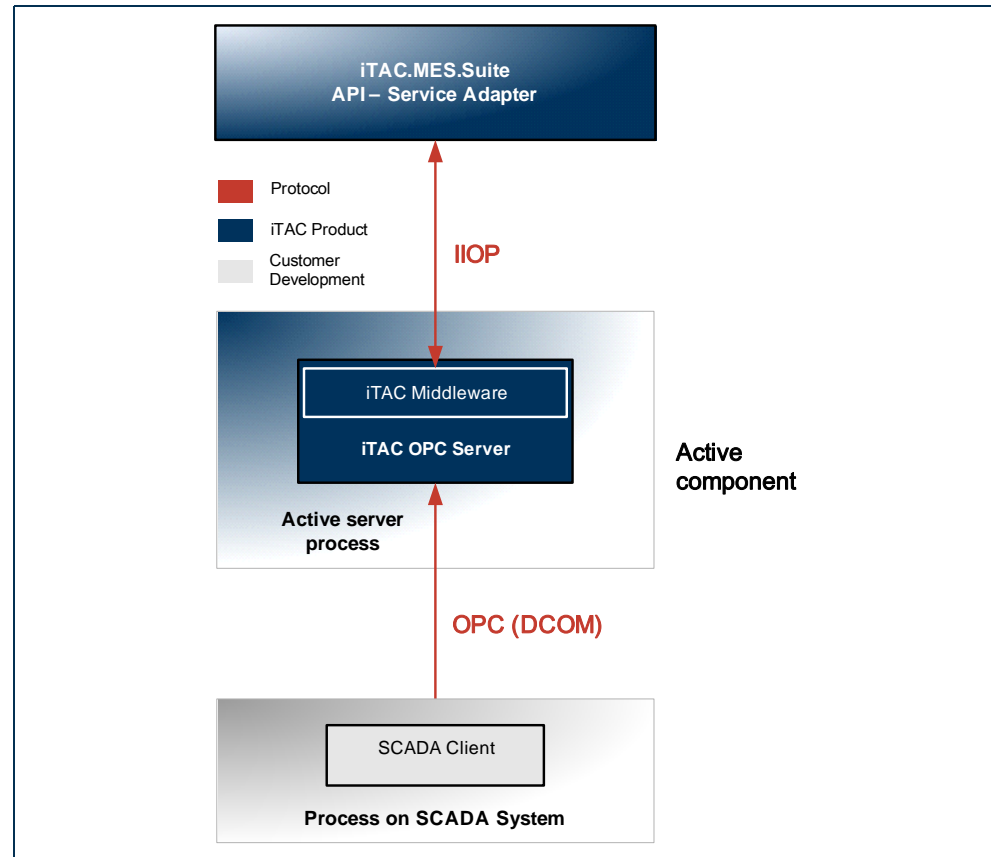 iTAC.MES.Suite
API – Service Adapter
Protocol
iTAC Product
Customer
Development
IIOP
iTAC Middleware
iTAC OPC Server
Active
component
Active server
process
OPC (DCOM)
SCADA Client
Process on SCADA System